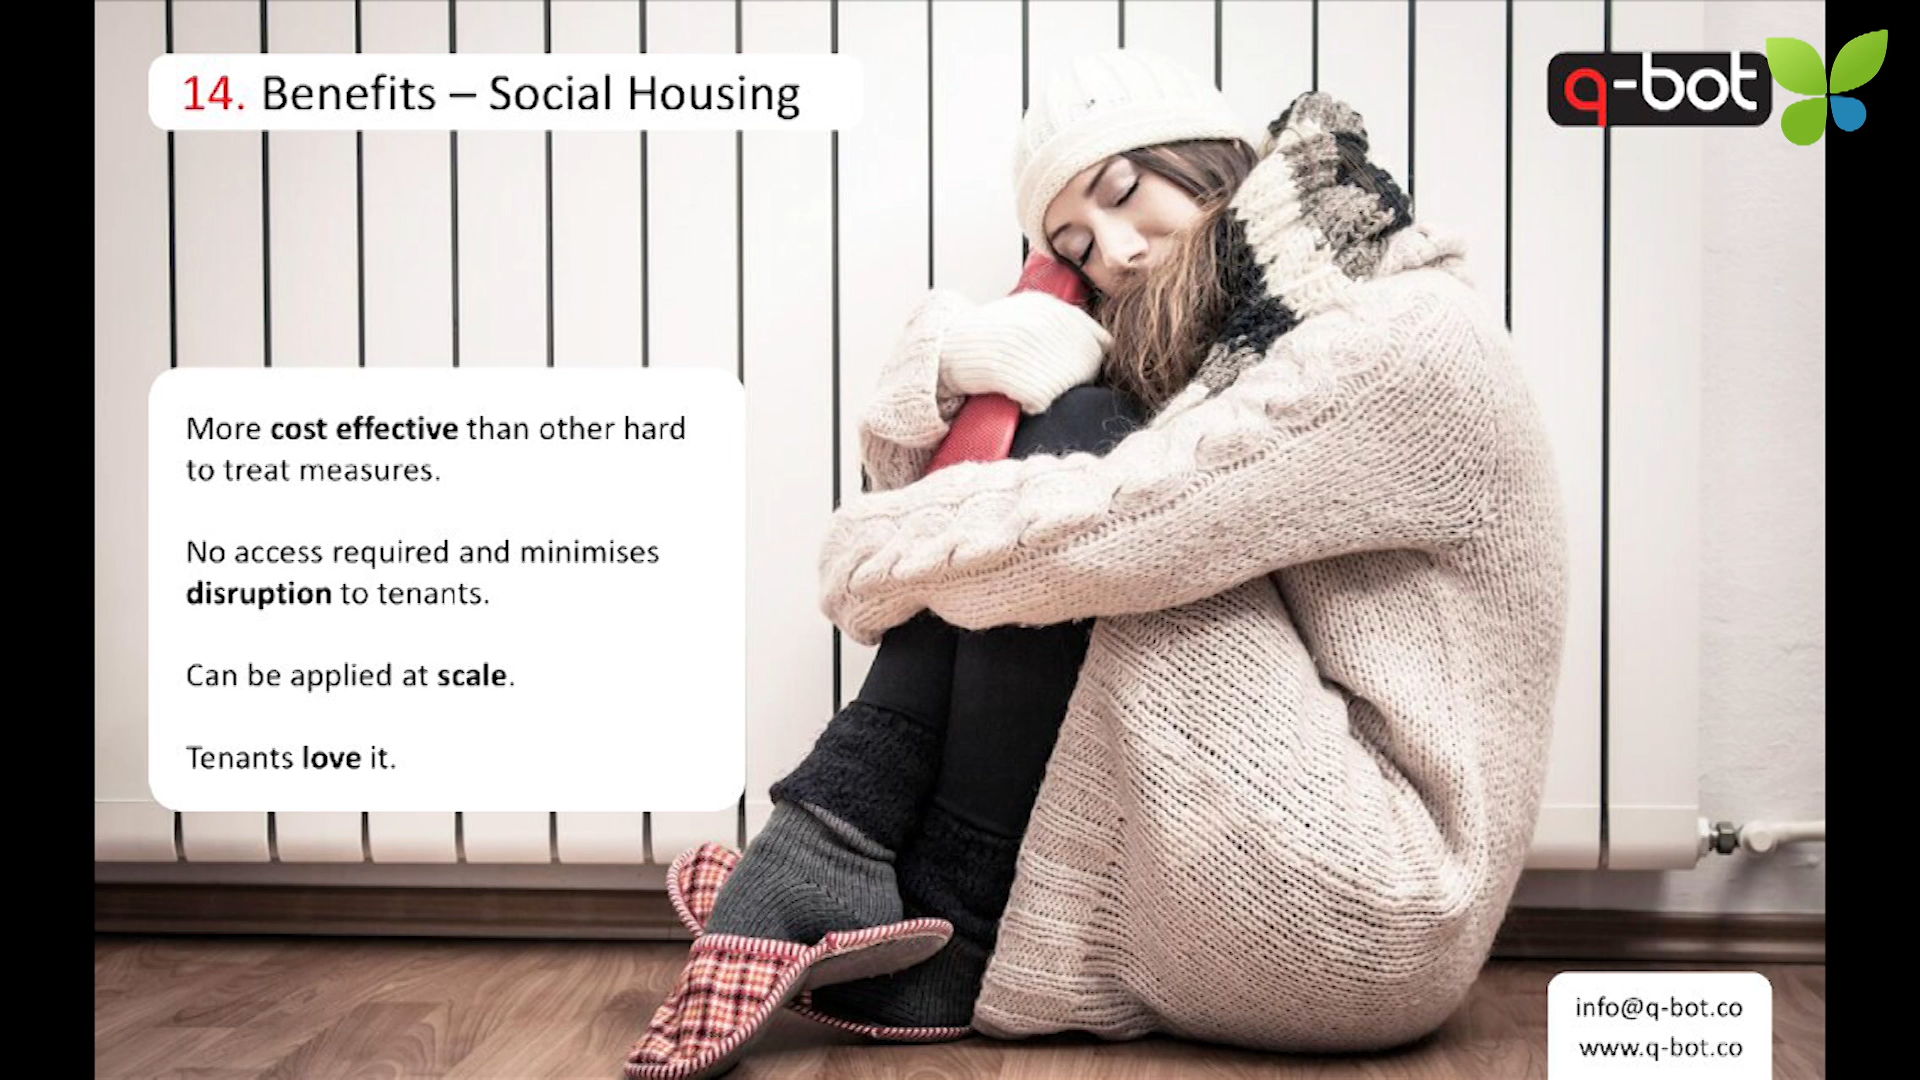 14. Benefits – Social Housing
q-bot
More cost effective than other hard
to treat measures.
No access required and minimises
disruption to tenants.
Can be applied at scale.
Tenants love it.
info@q-bot.co
www.q-bot.co